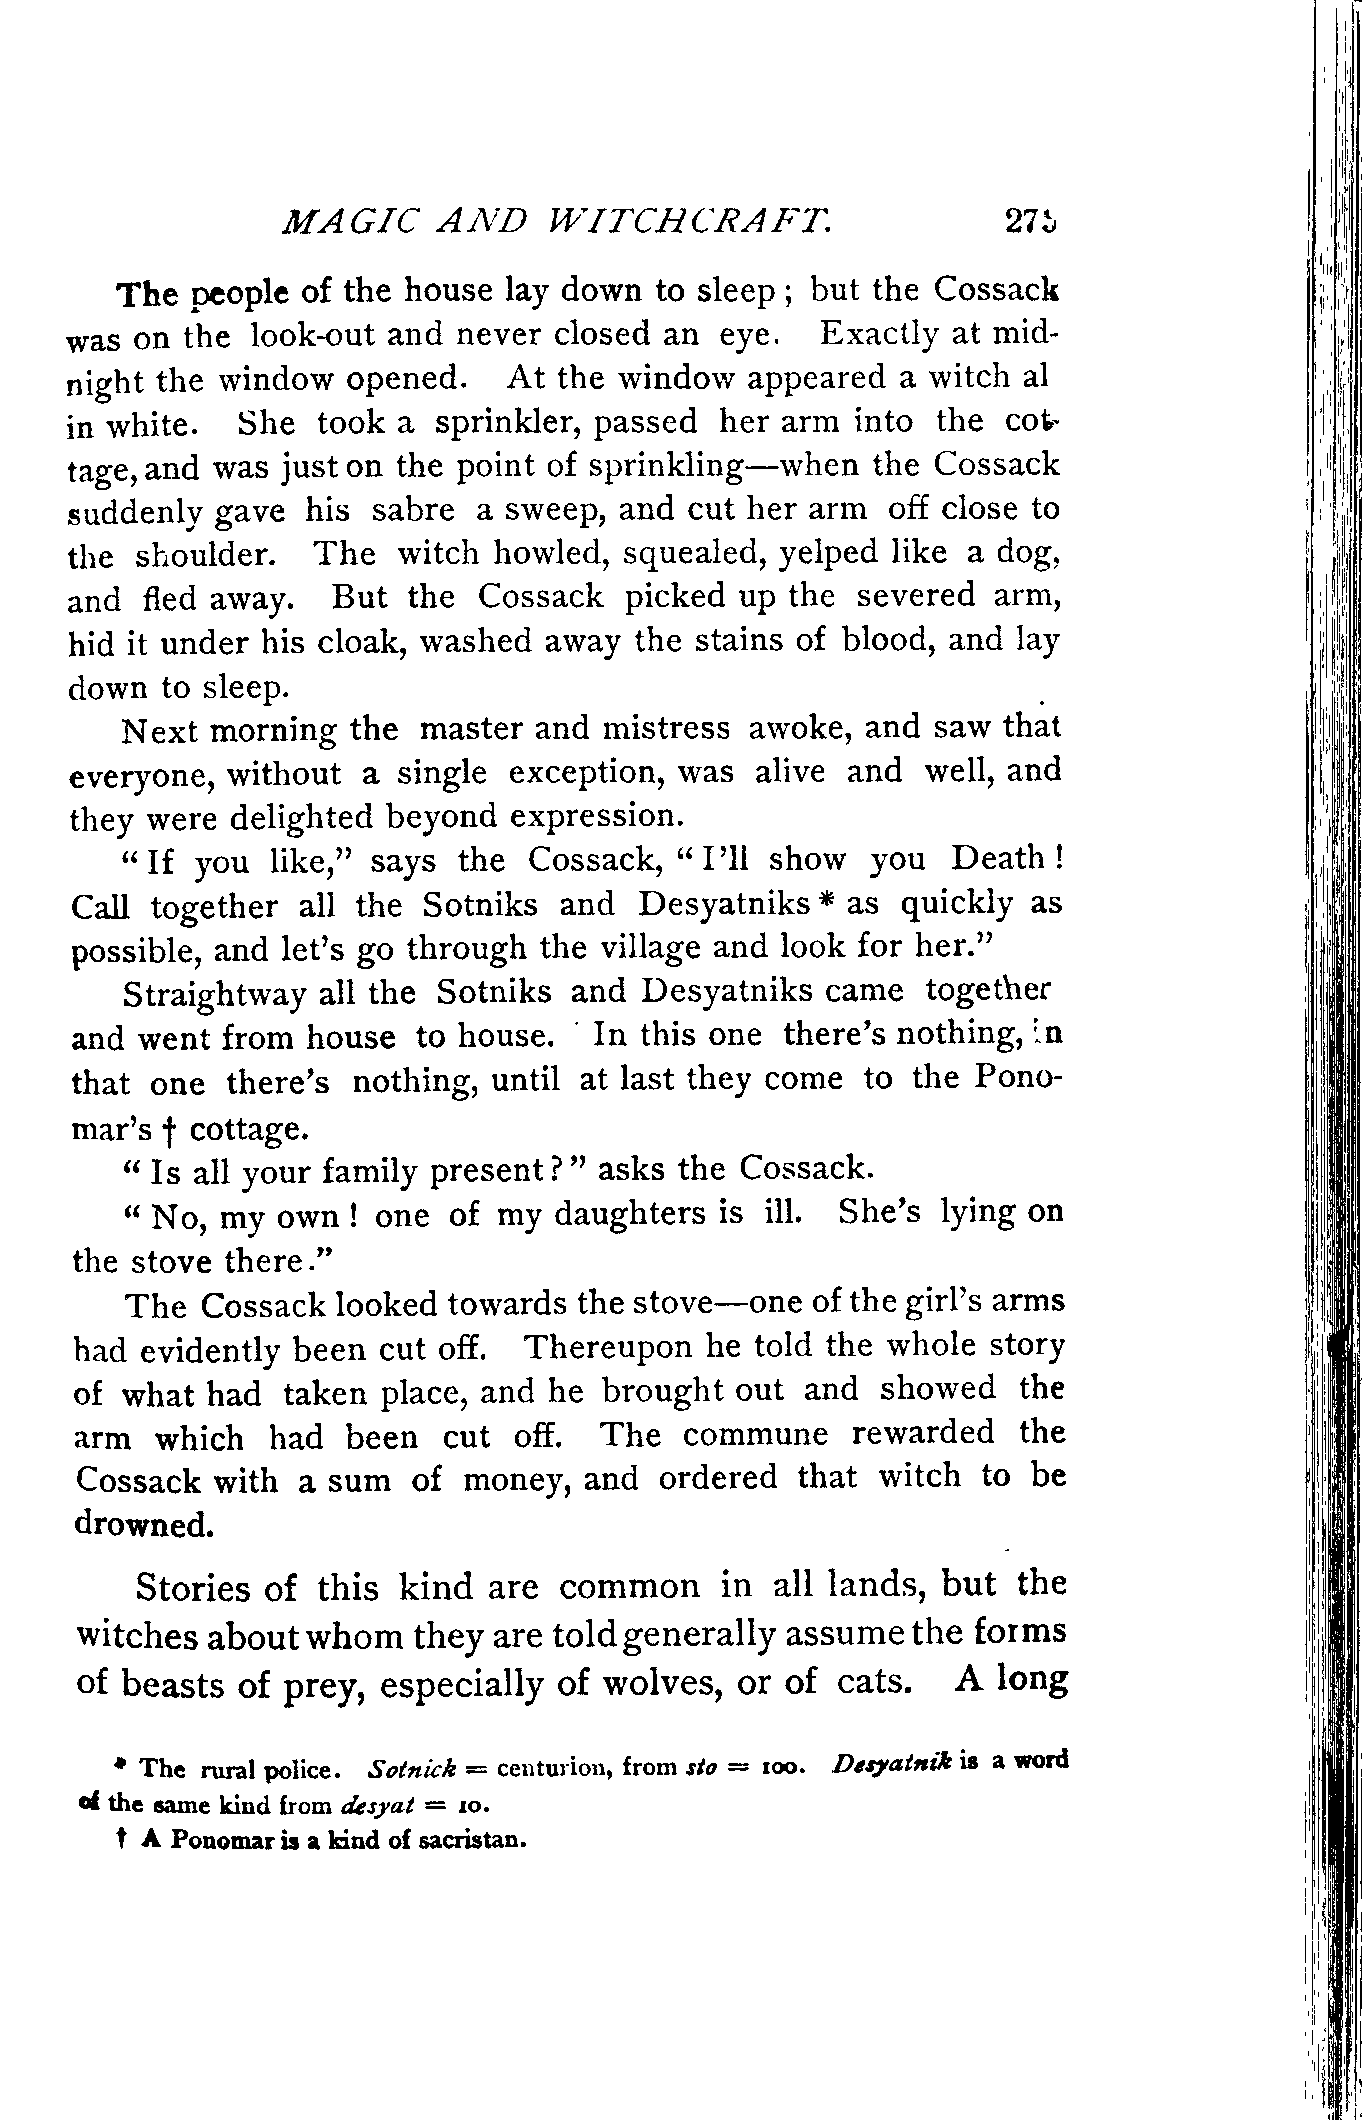 MAGIC AND WITCHCRAFT. 275
The people of the house lay down to sleep ; but the Cossack
was on the look-out and never closed an eye. Exactly at mid-
night the window opened. At the window appeared a witch al
in white. She took a sprinkler, passed her arm into the cot-
tage, and was just on the point of sprinkling—when the Cossack
suddenly gave his sabre a sweep, and cut her arm off close to
the shoulder. The witch howled, squealed, yelped like a dog,
and fled away. But the Cossack picked up the severed arm,
hid it under his cloak, washed away the stains of blood, and lay
down to sleep.
Next morning the master and mistress awoke, and saw that
everyone, without a single exception, was alive and well, and
they were delighted beyond expression.
“ If you like,” says the Cossack, “ I’ll show you Death !
Call together all the Sotniks and Desyatniks * as quickly as
possible, and let’s go through the village and look for her.”
Straightway all the Sotniks and Desyatniks came together
and went from house to house. In this one there’s nothing, in
that one there’s nothing, until at last they come to the Pono-
mar’s † cottage.
“ Is all your family present ? ” asks the Cossack.
“ No, my own ! one of my daughters is ill. She’s lying on
the stove there.”
The Cossack looked towards the stove—one of the girl’s arms
had evidently been cut off. Thereupon he told the whole story
of what had taken place, and he brought out and showed the
arm which had been cut off. The commune rewarded the
Cossack with a sum of money, and ordered that witch to be
drowned.
Stories of this kind are common in all lands, but the
witches about whom they are told generally assume the forms
of beasts of prey, especially of wolves, or of cats. A long
* The rural police. Sotnick = centurion, from sto = 100. Desyatnik is a word
of the same kind from desyat = 10.
† A Ponomar is a kind of sacristan.